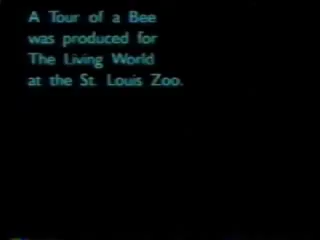 A Tour of a Bee
was produced for
The Living World
at the St. Louis Zoo.